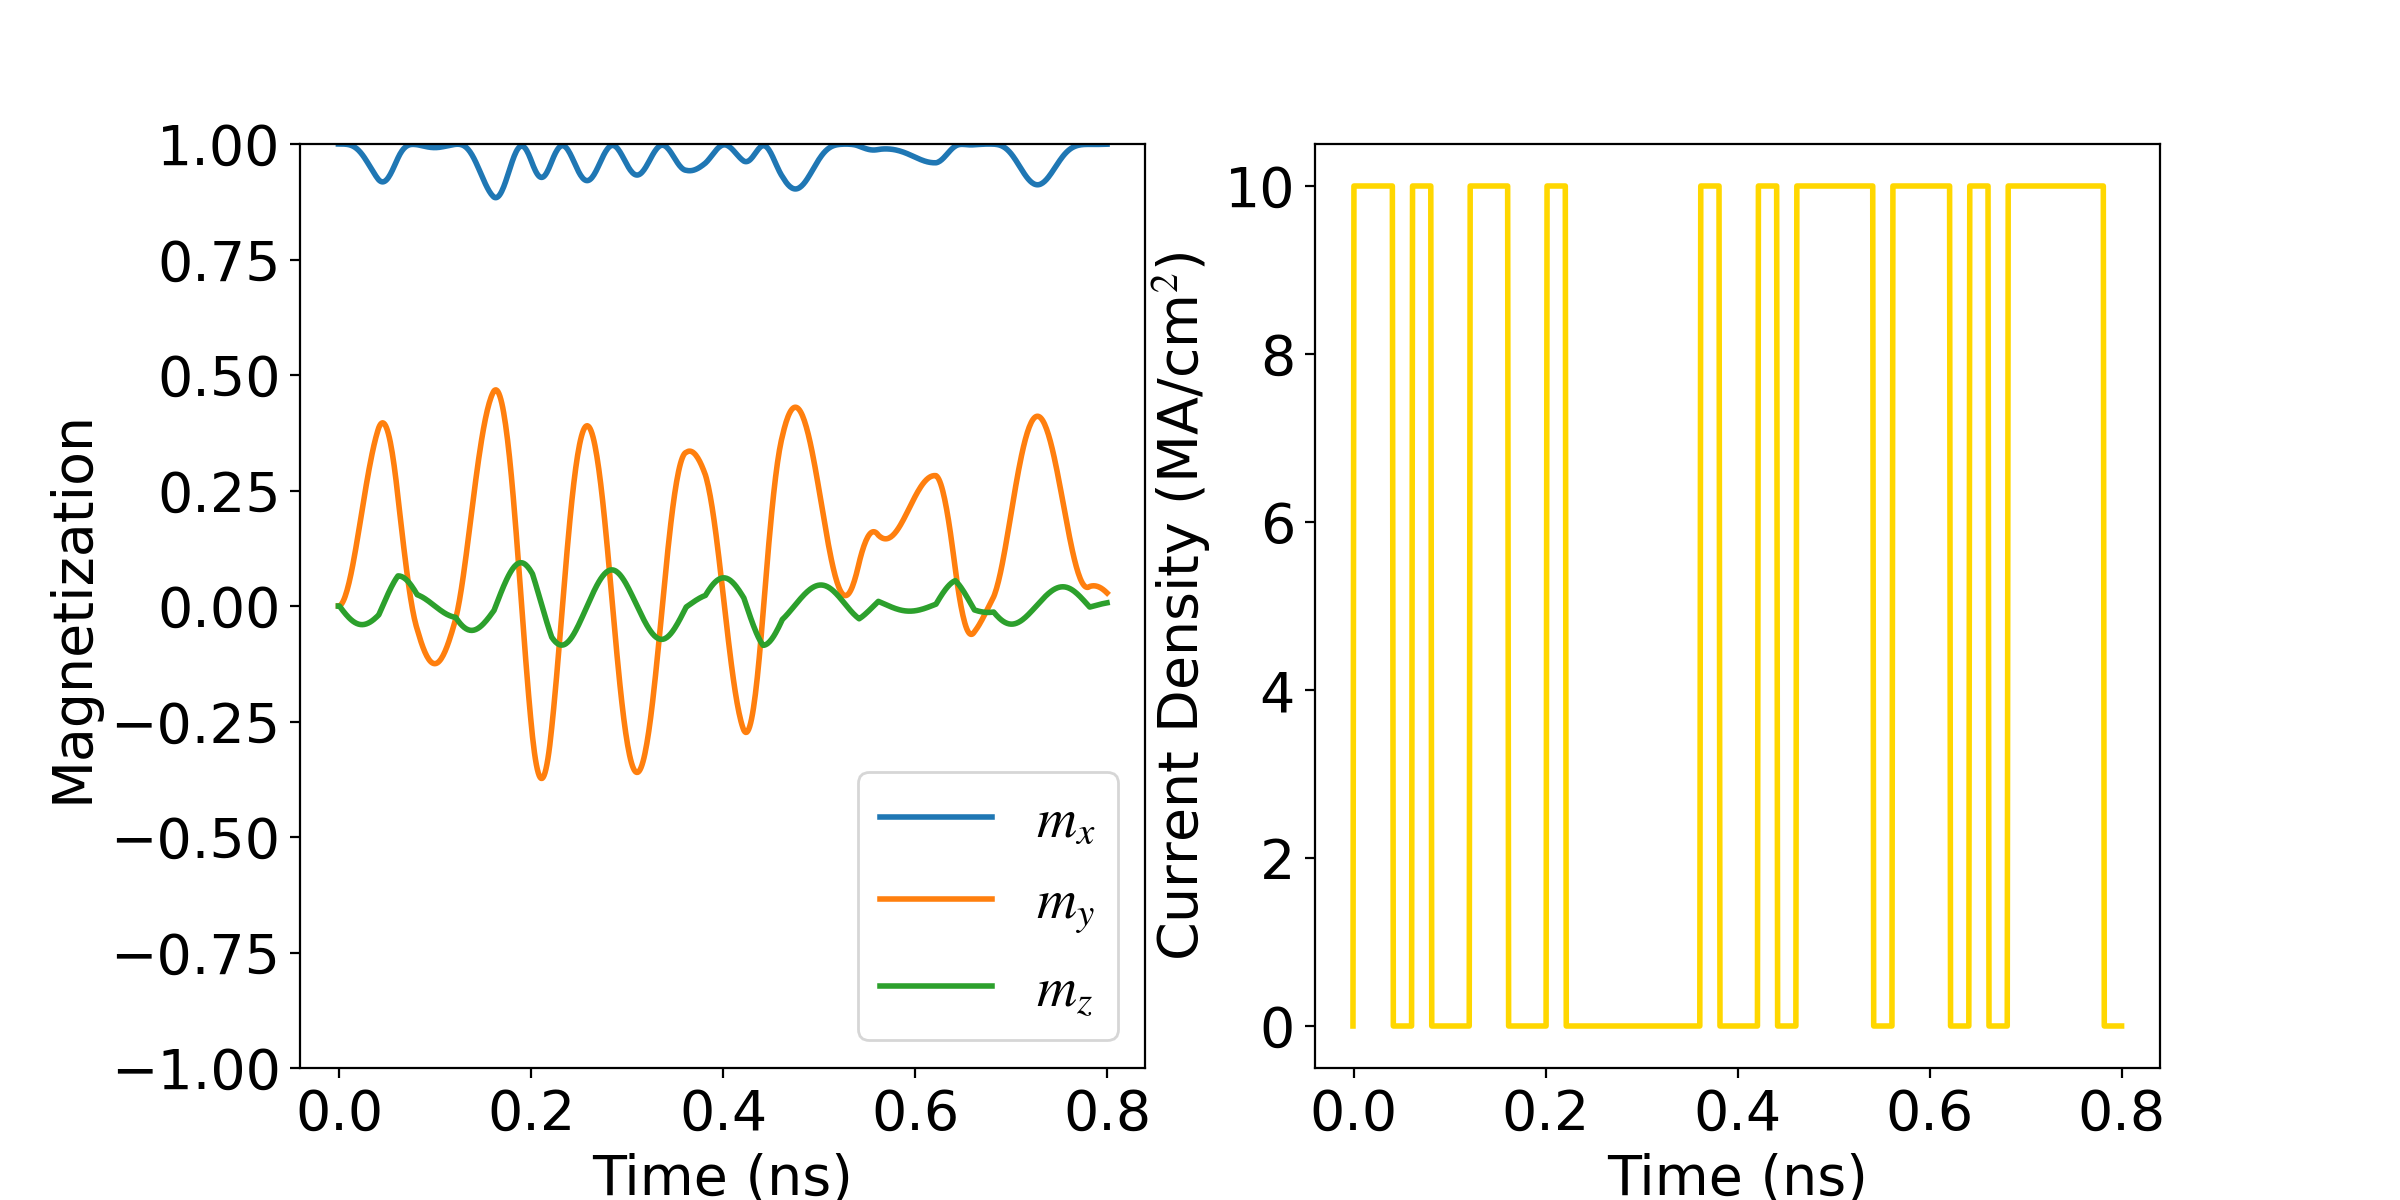 Magnetization
1.00
0.75
0.50
0.25
0.00
−0.25
−0.50
−0.75
−1.00
0.0 0.2 0.4 0.6 0.8
Time (ns)
m_x
m_y
m_z
Current Density (MA/cm²)
10
8
6
4
2
0
0.0 0.2 0.4 0.6 0.8
Time (ns)